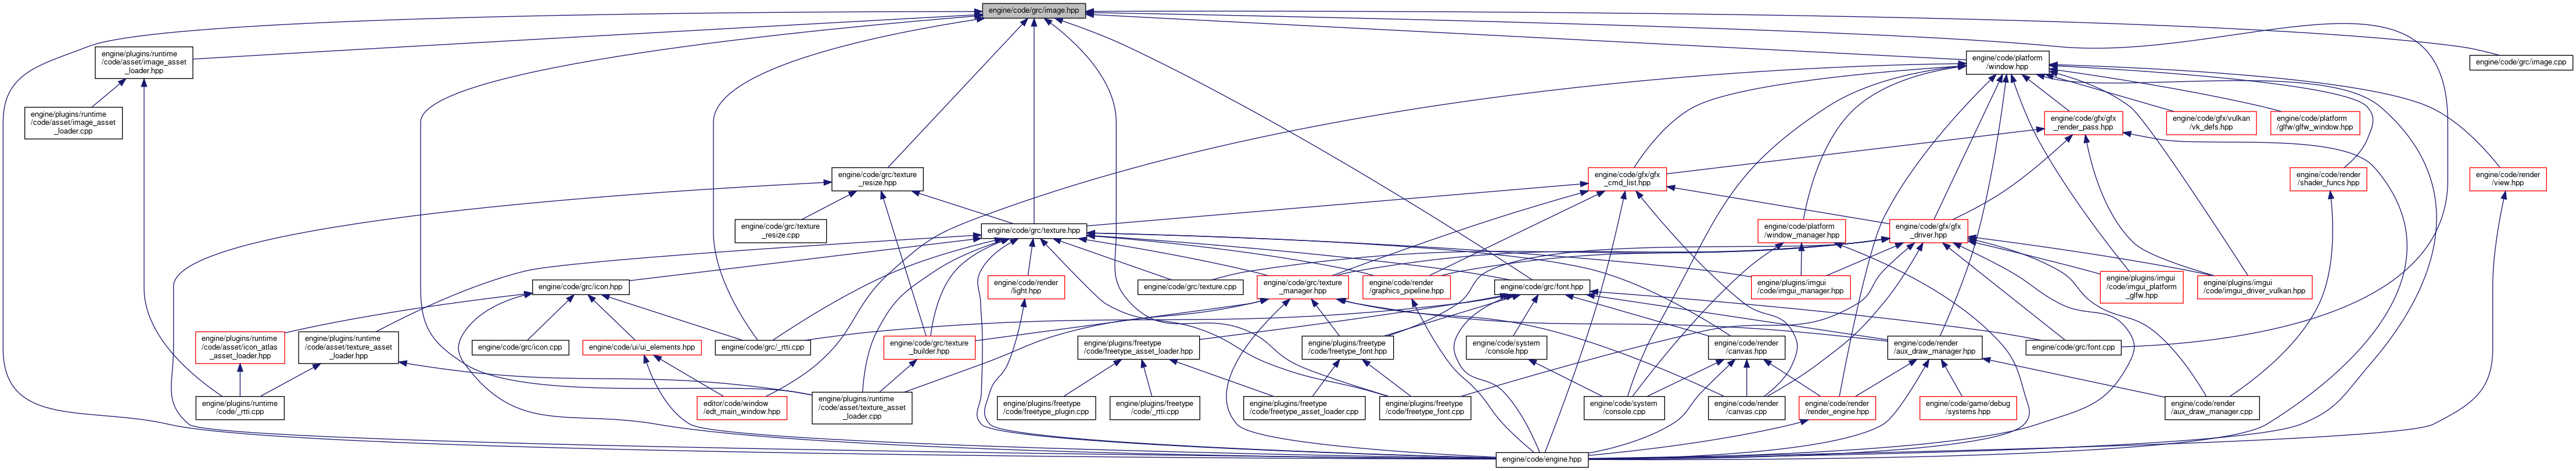 engine/code/grc/image.hpp
engine/plugins/runtime
/code/asset/image_asset
_loader.hpp
engine/code/platform
/window.hpp
engine/code/grc/image.cpp
engine/plugins/runtime
/code/asset/image_asset
_loader.cpp
engine/code/gfx/gfx
_render_pass.hpp
engine/code/gfx/vulkan
/vk_defs.hpp
engine/code/platform
/glfw/glfw_window.hpp
engine/code/grc/texture
_resize.hpp
engine/code/gfx/gfx
_cmd_list.hpp
engine/code/render
/shader_funcs.hpp
engine/code/render
/view.hpp
engine/code/grc/texture
_resize.cpp
engine/code/grc/texture.hpp
engine/code/platform
/window_manager.hpp
engine/code/gfx/gfx
_driver.hpp
engine/code/grc/icon.hpp
engine/code/render
/light.hpp
engine/code/grc/texture.cpp
engine/code/grc/texture
_manager.hpp
engine/code/render
/graphics_pipeline.hpp
engine/code/grc/font.hpp
engine/plugins/imgui
/code/imgui_manager.hpp
engine/plugins/imgui
/code/imgui_platform
_glfw.hpp
engine/plugins/imgui
/code/imgui_driver_vulkan.hpp
engine/plugins/runtime
/code/asset/icon_atlas
_asset_loader.hpp
engine/plugins/runtime
/code/asset/texture_asset
_loader.hpp
engine/code/grc/icon.cpp
engine/code/ui/ui_elements.hpp
engine/code/grc/_rtti.cpp
engine/code/grc/texture
_builder.hpp
engine/plugins/freetype
/code/freetype_asset_loader.hpp
engine/plugins/freetype
/code/freetype_font.hpp
engine/code/system
/console.hpp
engine/code/render
/canvas.hpp
engine/code/render
/aux_draw_manager.hpp
engine/code/grc/font.cpp
engine/plugins/runtime
/code/_rtti.cpp
editor/code/window
/edt_main_window.hpp
engine/plugins/runtime
/code/asset/texture_asset
_loader.cpp
engine/plugins/freetype
/code/freetype_plugin.cpp
engine/plugins/freetype
/code/_rtti.cpp
engine/plugins/freetype
/code/freetype_asset_loader.cpp
engine/plugins/freetype
/code/freetype_font.cpp
engine/code/system
/console.cpp
engine/code/render
/canvas.cpp
engine/code/render
/render_engine.hpp
engine/code/game/debug
/systems.hpp
engine/code/render
/aux_draw_manager.cpp
engine/code/engine.hpp